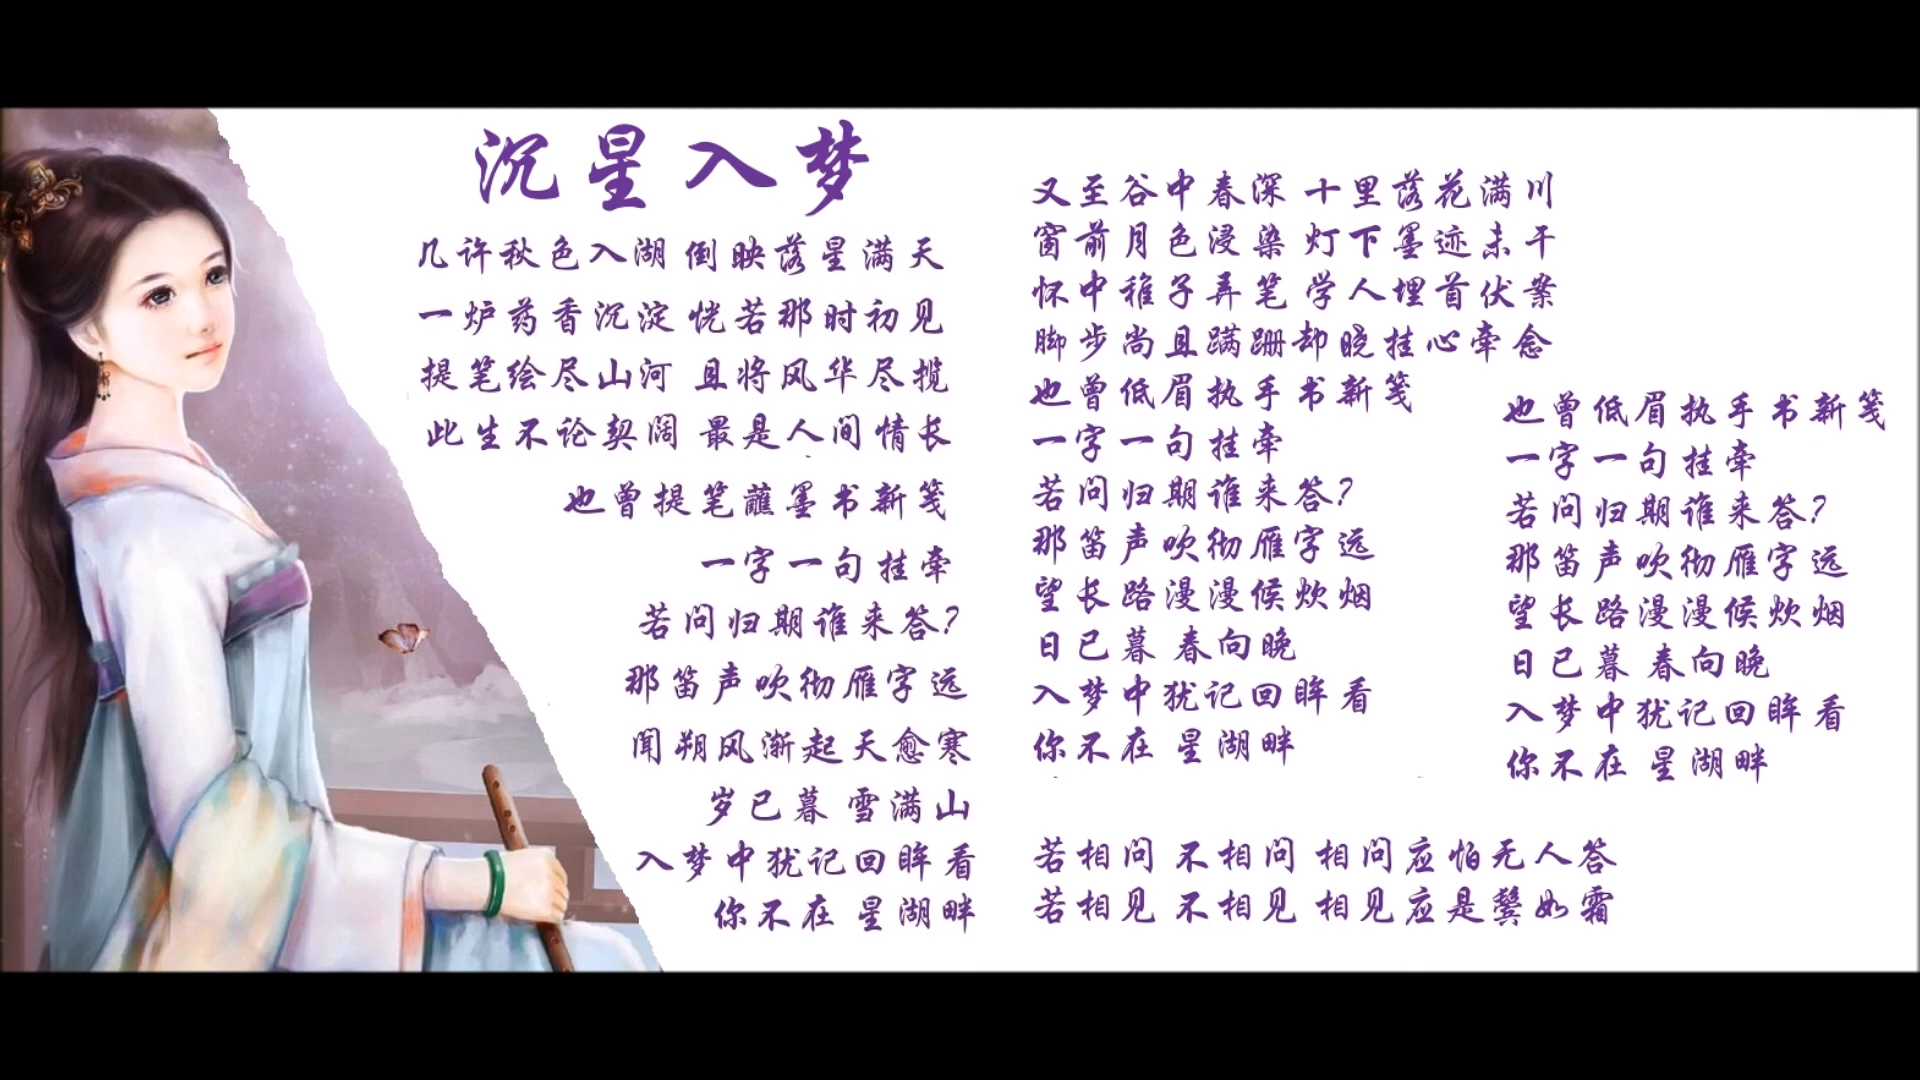 沉星入梦
几许秋色入湖 倒映落星满天
一炉药香沉淀 恍若那时初见
提笔绘尽山河 且将风华尽揽
此生不论契阔 最是人间情长
也曾提笔蘸墨书新笺
一字一句挂牵
若问归期谁来答?
那笛声吹彻雁字远
闻朔风渐起天愈寒
岁已暮 雪满山
入梦中犹记回眸看
你不在 星湖畔
又至谷中春深 十里落花满川
窗前月色浸染 灯下墨迹未干
怀中稚子弄笔 学人埋首伏案
脚步尚且蹒跚却晓挂心牵念
也曾低眉执手书新笺
一字一句挂牵
若问归期谁来答?
那笛声吹彻雁字远
望长路漫漫候炊烟
日已暮 春向晚
入梦中犹记回眸看
你不在 星湖畔
也曾低眉执手书新笺
一字一句挂牵
若问归期谁来答?
那笛声吹彻雁字远
望长路漫漫候炊烟
日已暮 春向晚
入梦中犹记回眸看
你不在 星湖畔
若相问 不相问 相问应怕无人答
若相见 不相见 相见应是鬓如霜